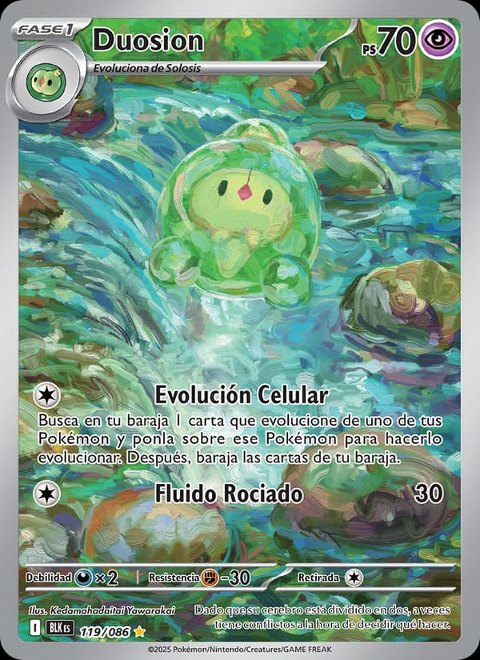 FASE 1
Duosion
PS 70
Evoluciona de Solosis
Evolución Celular
Busca en tu baraja 1 carta que evolucione de uno de tus
Pokémon y ponla sobre ese Pokémon para hacerlo
evolucionar. Después, baraja las cartas de tu baraja.
Fluido Rociado 30
Debilidad ×2 Resistencia -30 Retirada
Ilus. Kedamahadaitai Yawarakai
I BLK ES 119/086
Dado que su cerebro está dividido en dos, a veces
tiene conflictos a la hora de decidir qué hacer.
©2025 Pokémon/Nintendo/Creatures/GAME FREAK